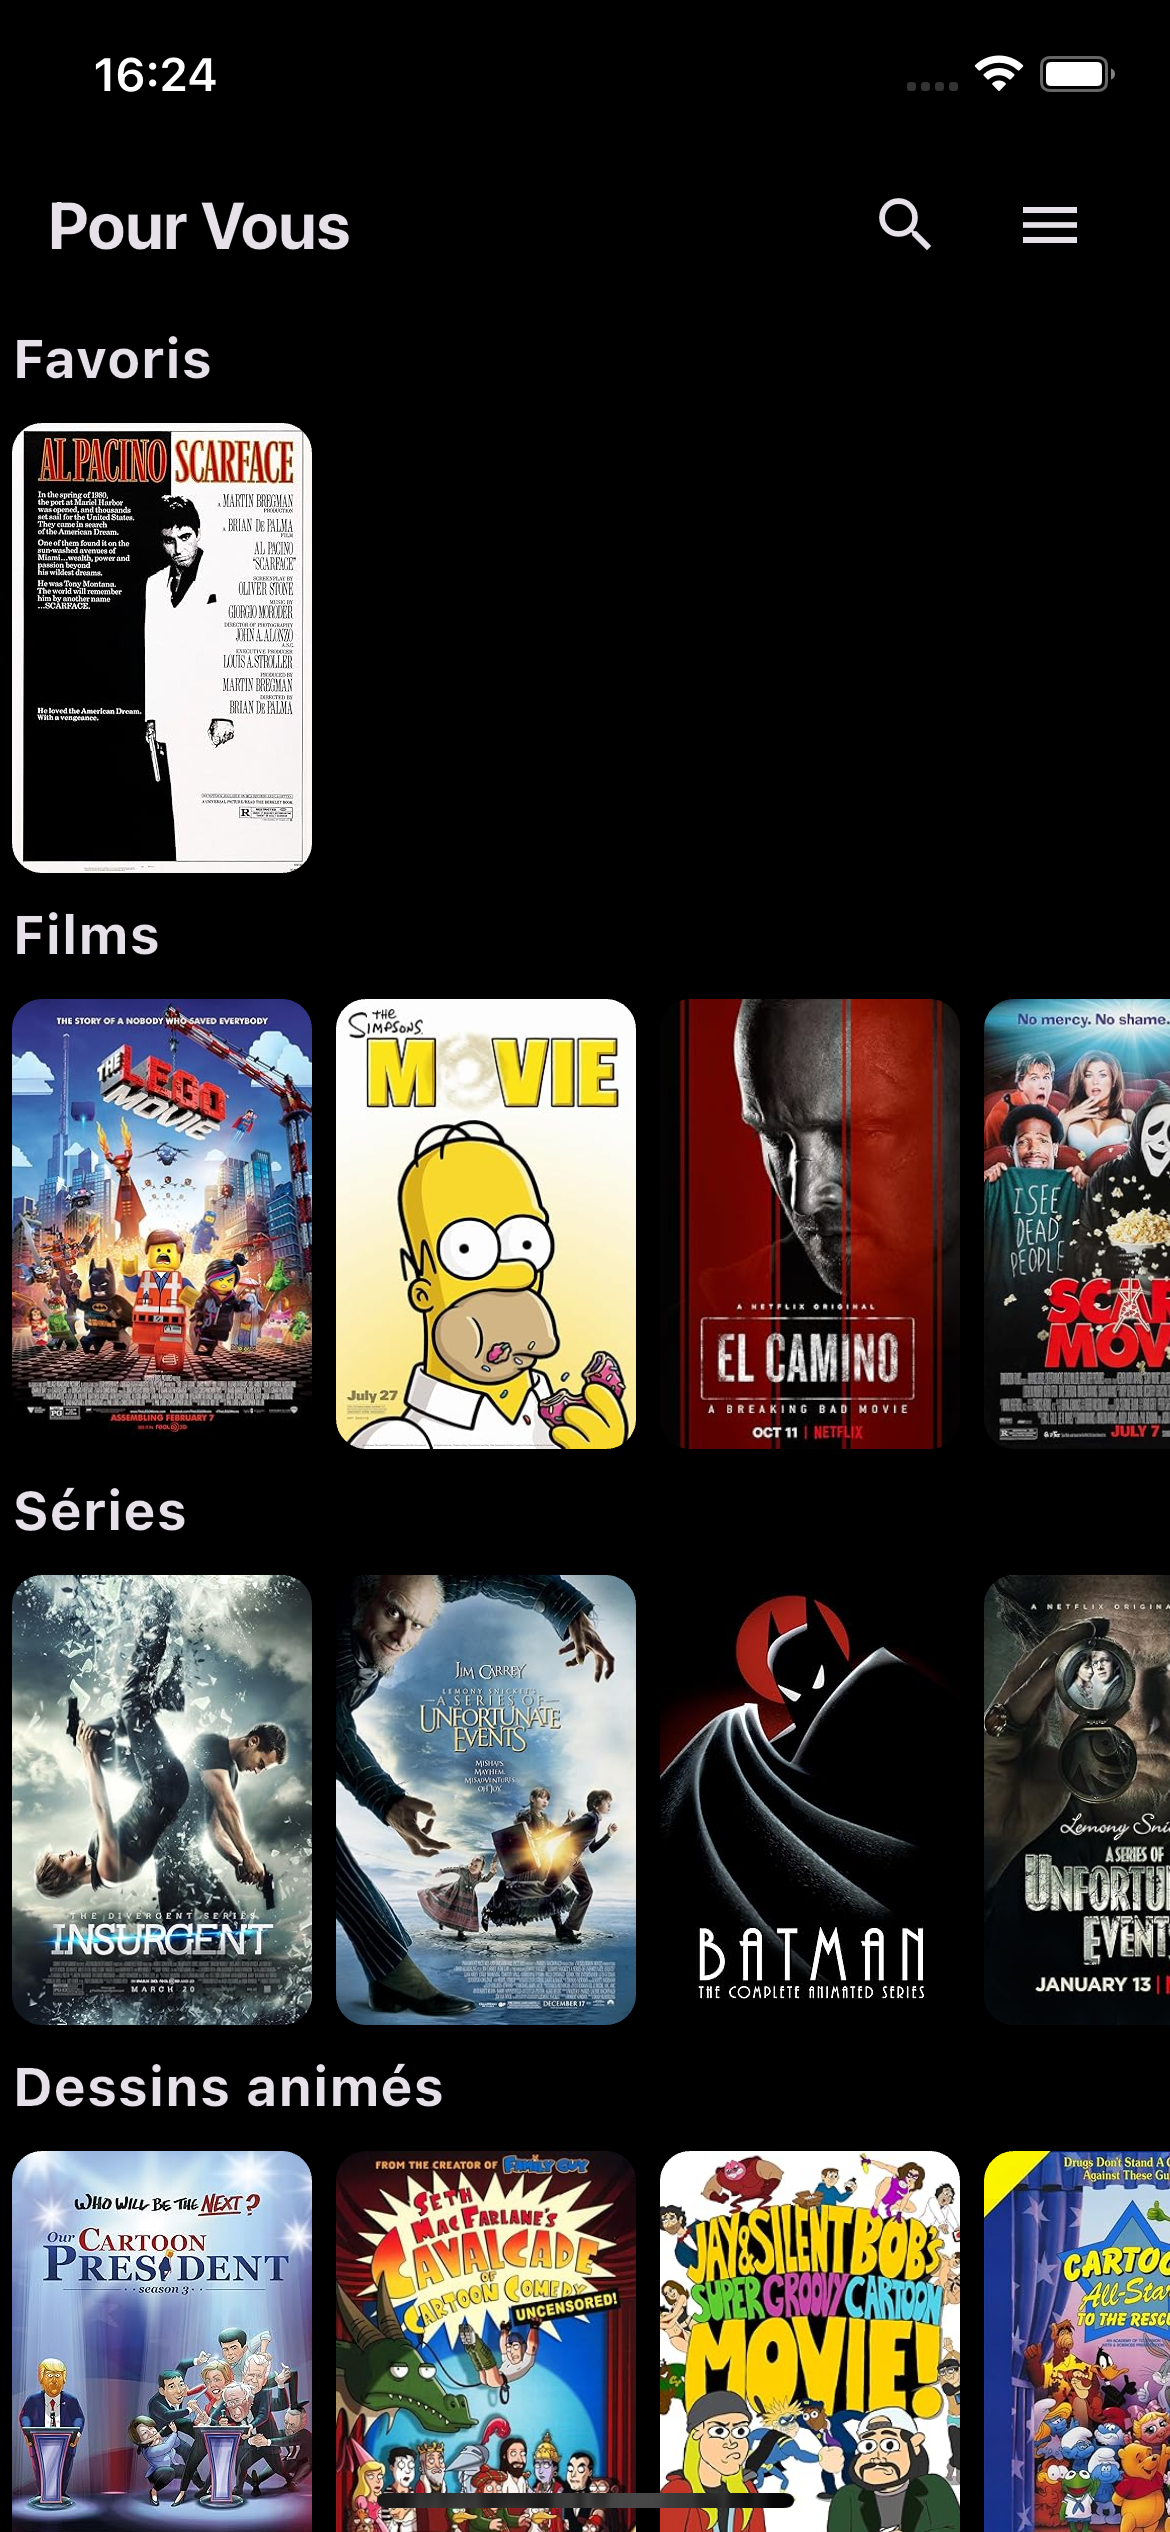 16:24
Pour Vous
Favoris
AL PACINO SCARFACE
In the spring of 1980,
the port at Mariel Harbor
was opened, and thousands
set sail for the United States.
They came in search
of the American Dream.
One of them found it on the
sun-washed avenues of
Miami...wealth, power and
passion beyond
his wildest dreams.
He was Tony Montana.
The world will remember
him by another name
...SCARFACE.
He loved the American Dream.
With a vengeance.
A MARTIN BREGMAN
PRODUCTION
A BRIAN DE PALMA
FILM
AL PACINO
"SCARFACE"
SCREENPLAY BY
OLIVER STONE
MUSIC BY
GIORGIO MORODER
DIRECTOR OF PHOTOGRAPHY
JOHN A. ALONZO
A.S.C.
EXECUTIVE PRODUCER
LOUIS A. STROLLER
PRODUCED BY
MARTIN BREGMAN
DIRECTED BY
BRIAN DE PALMA
R RESTRICTED
Films
THE STORY OF A NOBODY WHO SAVED EVERYBODY
THE LEGO MOVIE
PG
ASSEMBLING FEBRUARY 7
THE SIMPSONS
MOVIE
July 27
A NETFLIX ORIGINAL
EL CAMINO
A BREAKING BAD MOVIE
OCT 11 | NETFLIX
No mercy. No shame.
I SEE
DEAD
PEOPLE
SCAR
MOV
JULY 7
Séries
THE DIVERGENT SERIES
INSURGENT
MARCH 20
JIM CARREY
LEMONY SNICKET'S
A SERIES OF
UNFORTUNATE
EVENTS
MISHAPS.
MAYHEM.
MISADVENTURES.
OH JOY.
DECEMBER 17
BATMAN
THE COMPLETE ANIMATED SERIES
A NETFLIX ORIGINA
Lemony Sni
A SERIES OF
UNFORTU
EVENT
JANUARY 13 |
Dessins animés
WHO WILL BE THE NEXT?
Our CARTOON
PRESIDENT
season 3
FROM THE CREATOR OF FAMILY GUY
SETH
MACFARLANE'S
CAVALCADE
OF
CARTOON COMEDY
UNCENSORED!
JAY & SILENT BOB'S
SUPER GROOVY CARTOON
MOVIE!
Drugs Don't Stand A C
Against These Gu
CARTOO
All-Sta
TO THE RESC